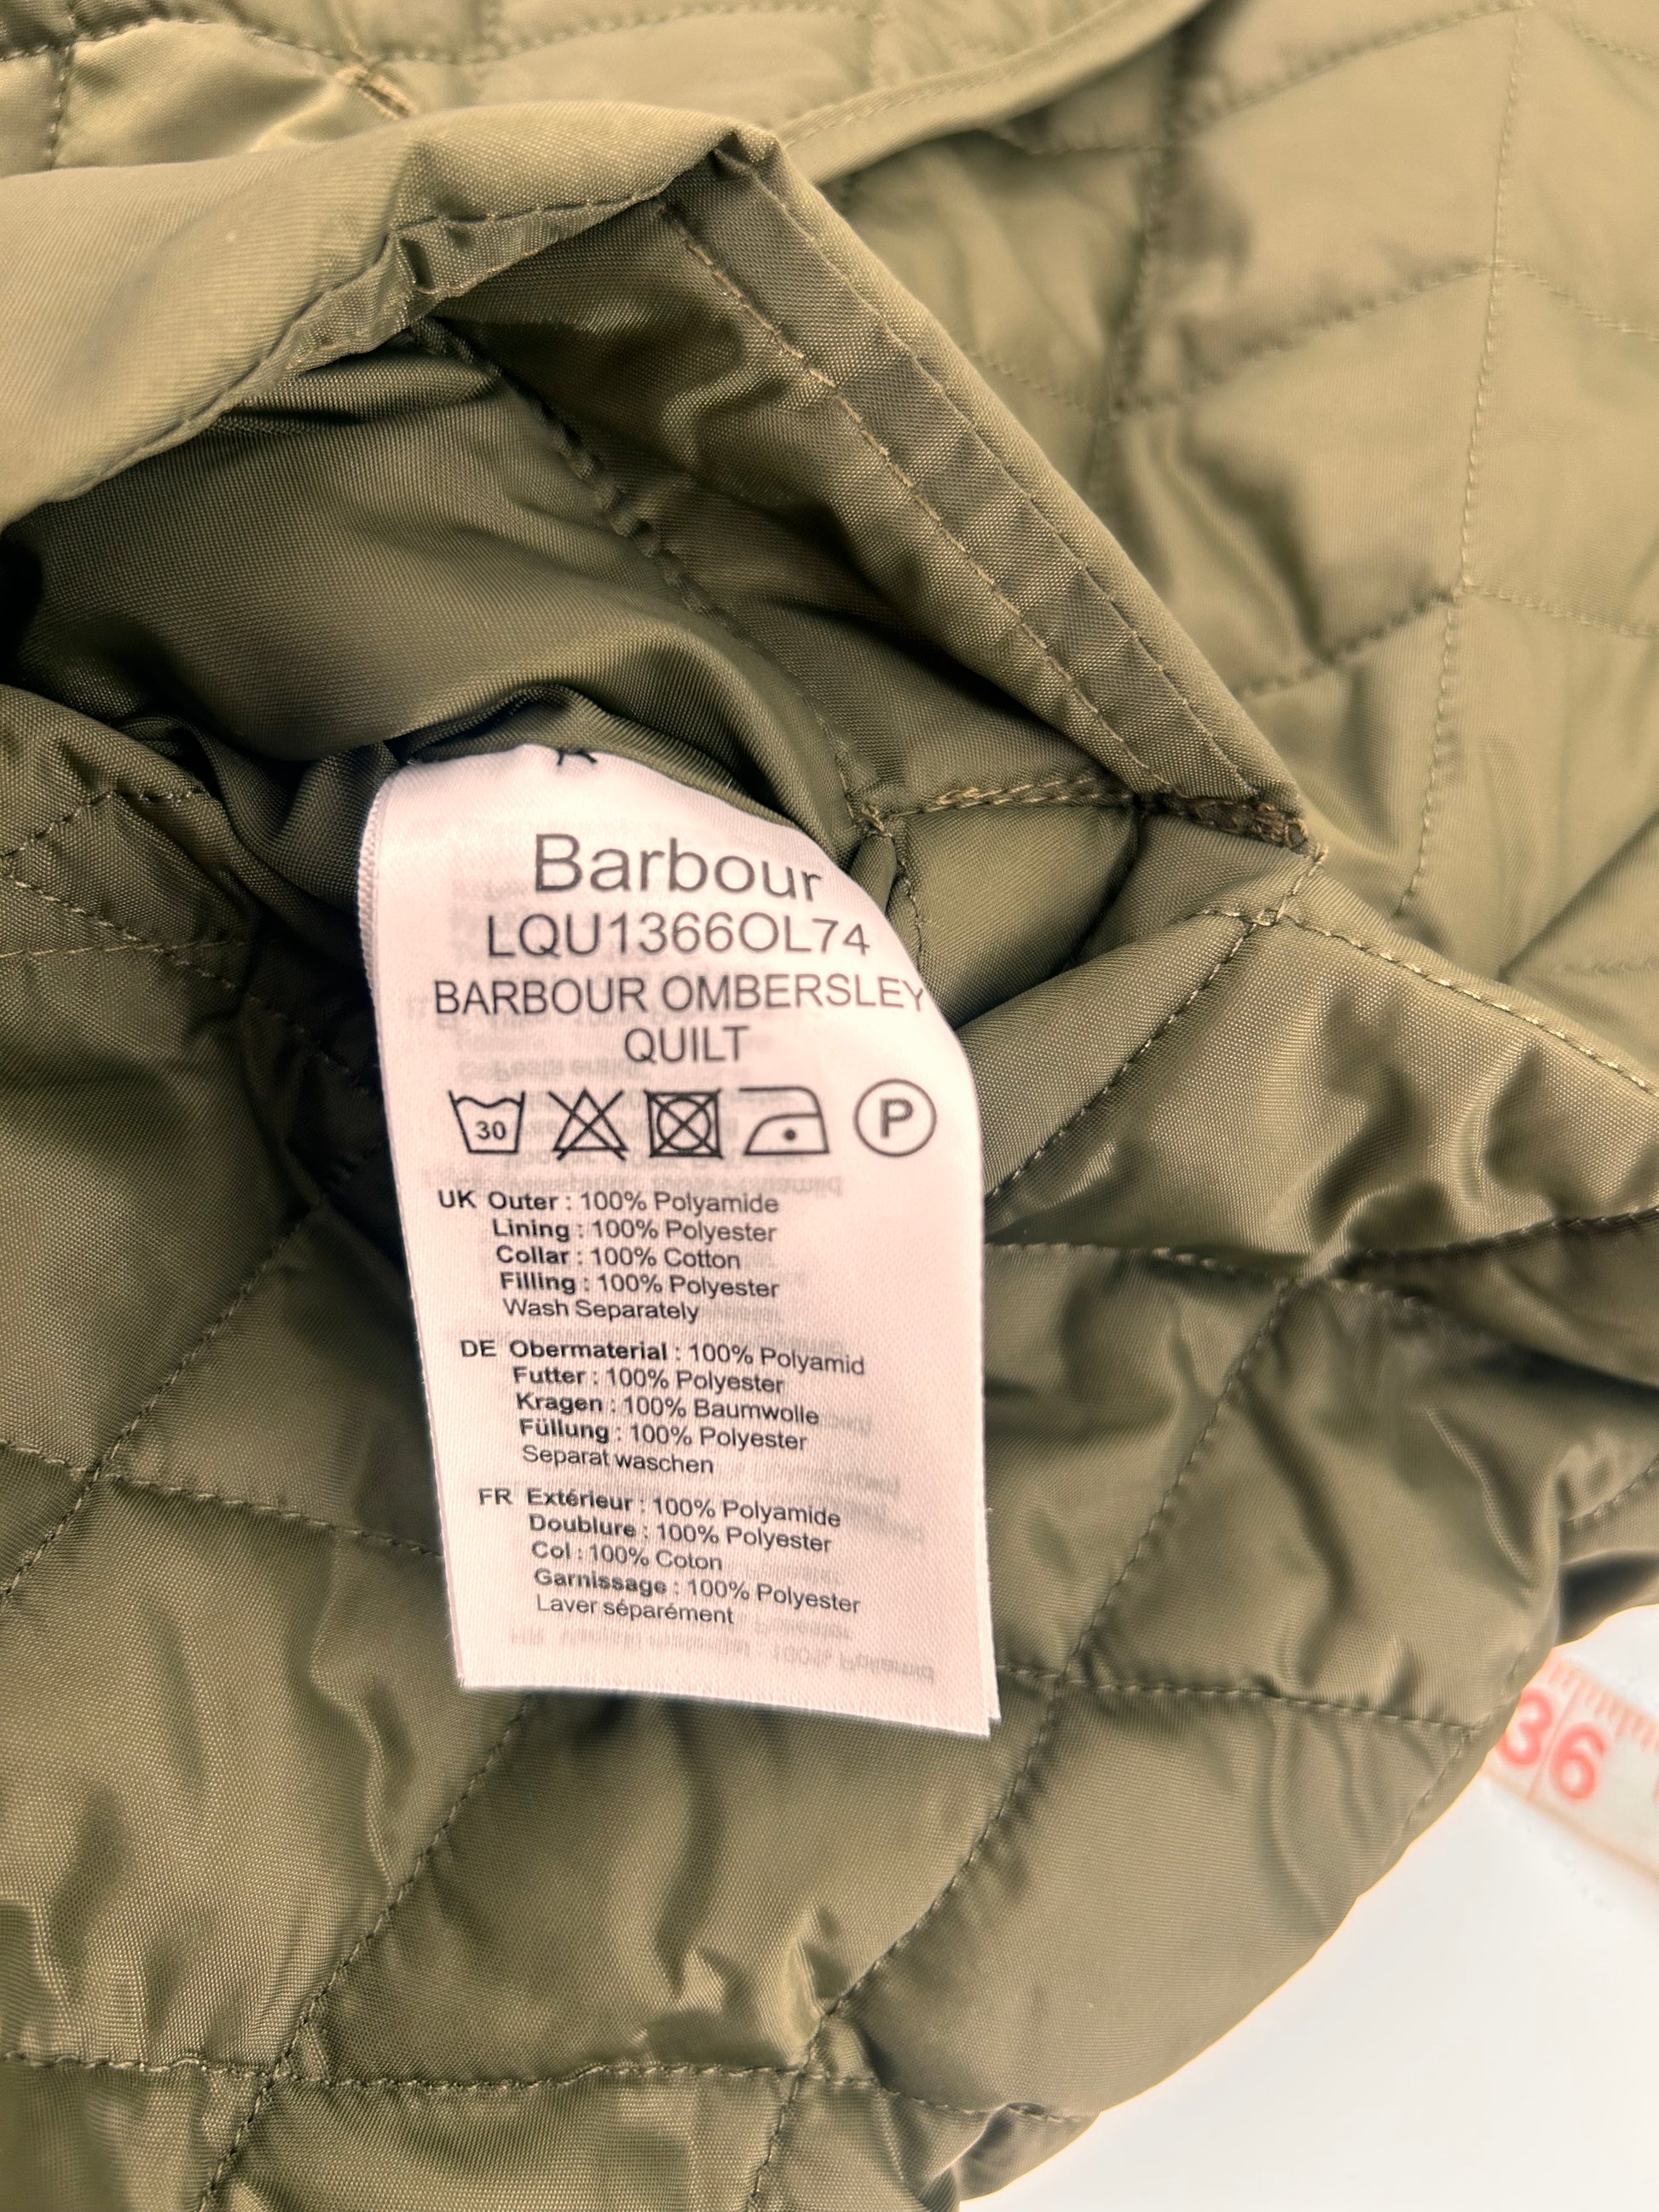 Barbour
LQU1366OL74
BARBOUR OMBERSLEY
QUILT
30 P
UK Outer : 100% Polyamide
Lining : 100% Polyester
Collar : 100% Cotton
Filling : 100% Polyester
Wash Separately
DE Obermaterial : 100% Polyamid
Futter : 100% Polyester
Kragen : 100% Baumwolle
Füllung : 100% Polyester
Separat waschen
FR Extérieur : 100% Polyamide
Doublure : 100% Polyester
Col : 100% Coton
Garnissage : 100% Polyester
Laver séparément
36